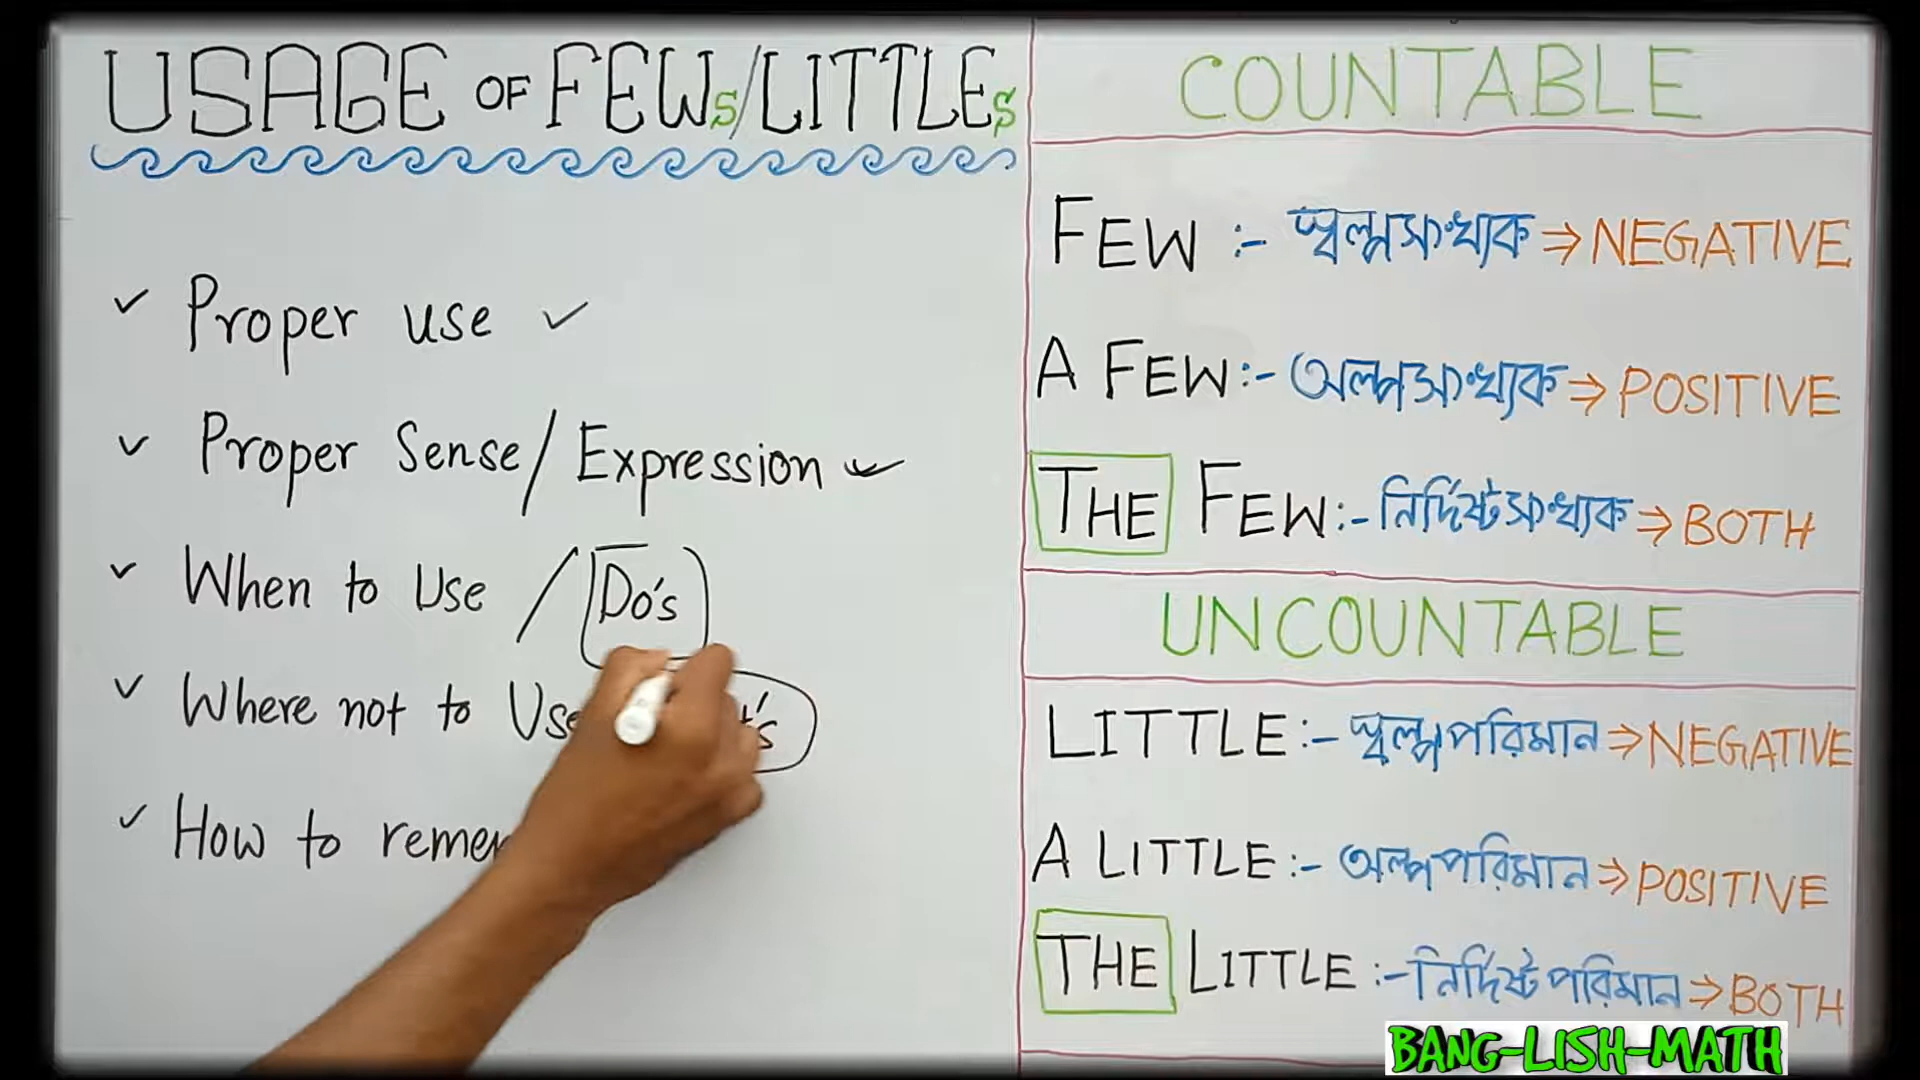 USAGE OF FEWs/LITTLEs
✓ Proper use ✓
✓ Proper Sense/Expression ✓
✓ When to Use / Do's
✓ Where not to Use
✓ How to
COUNTABLE
FEW :- স্বল্পসংখ্যক ⇒ NEGATIVE
A FEW :- অল্পসংখ্যক ⇒ POSITIVE
THE FEW :- নির্দিষ্টসংখ্যক ⇒ BOTH
UNCOUNTABLE
LITTLE :- স্বল্পপরিমান ⇒ NEGATIVE
A LITTLE :- অল্পপরিমান ⇒ POSITIVE
THE LITTLE :- নির্দিষ্টপরিমান ⇒ BOTH
BANG-LISH-MATH